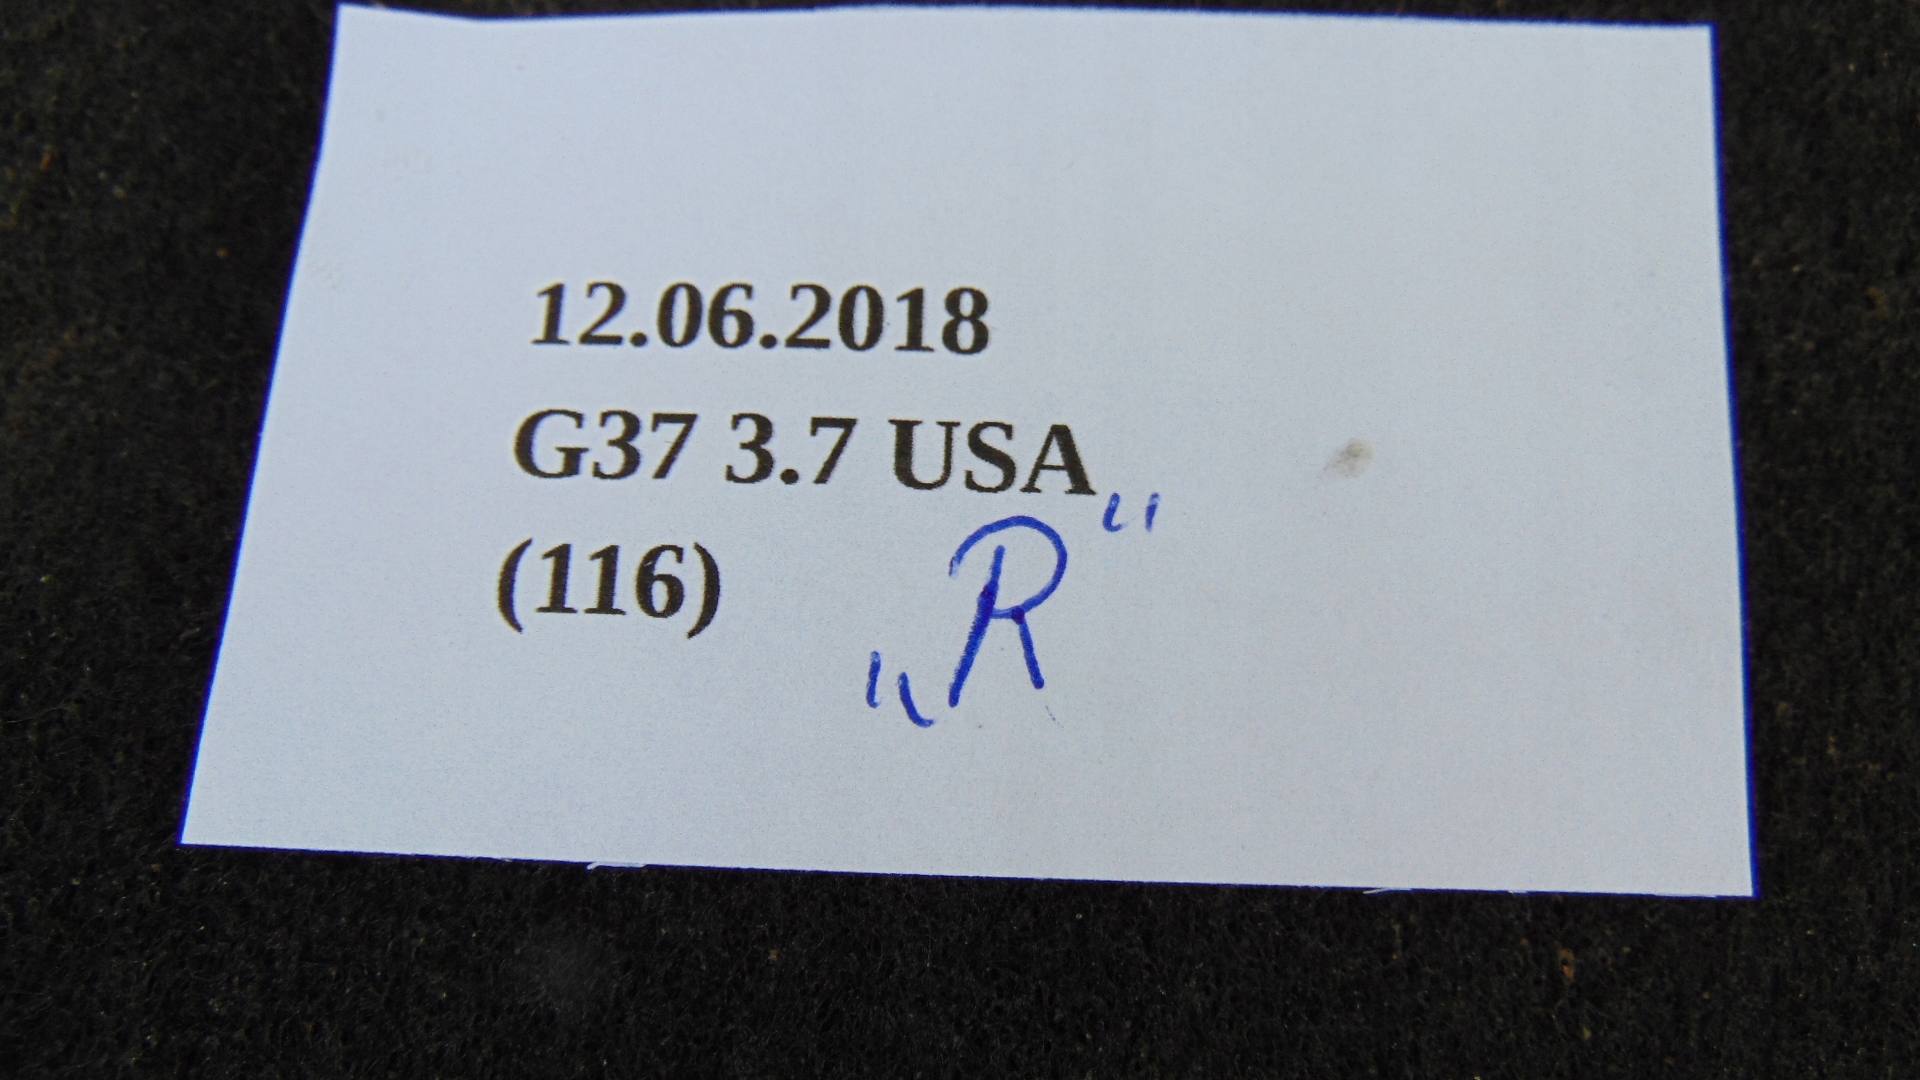 12.06.2018
G37 3.7 USA
(116) „R“